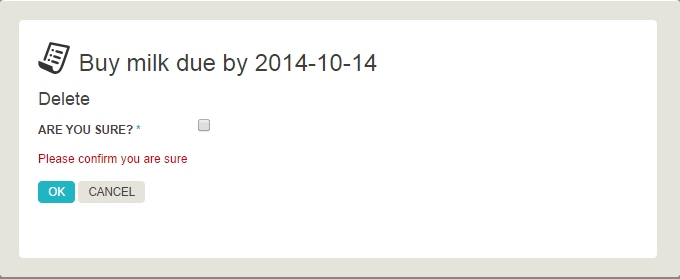 Buy milk due by 2014-10-14
Delete
ARE YOU SURE? *
Please confirm you are sure
OK CANCEL